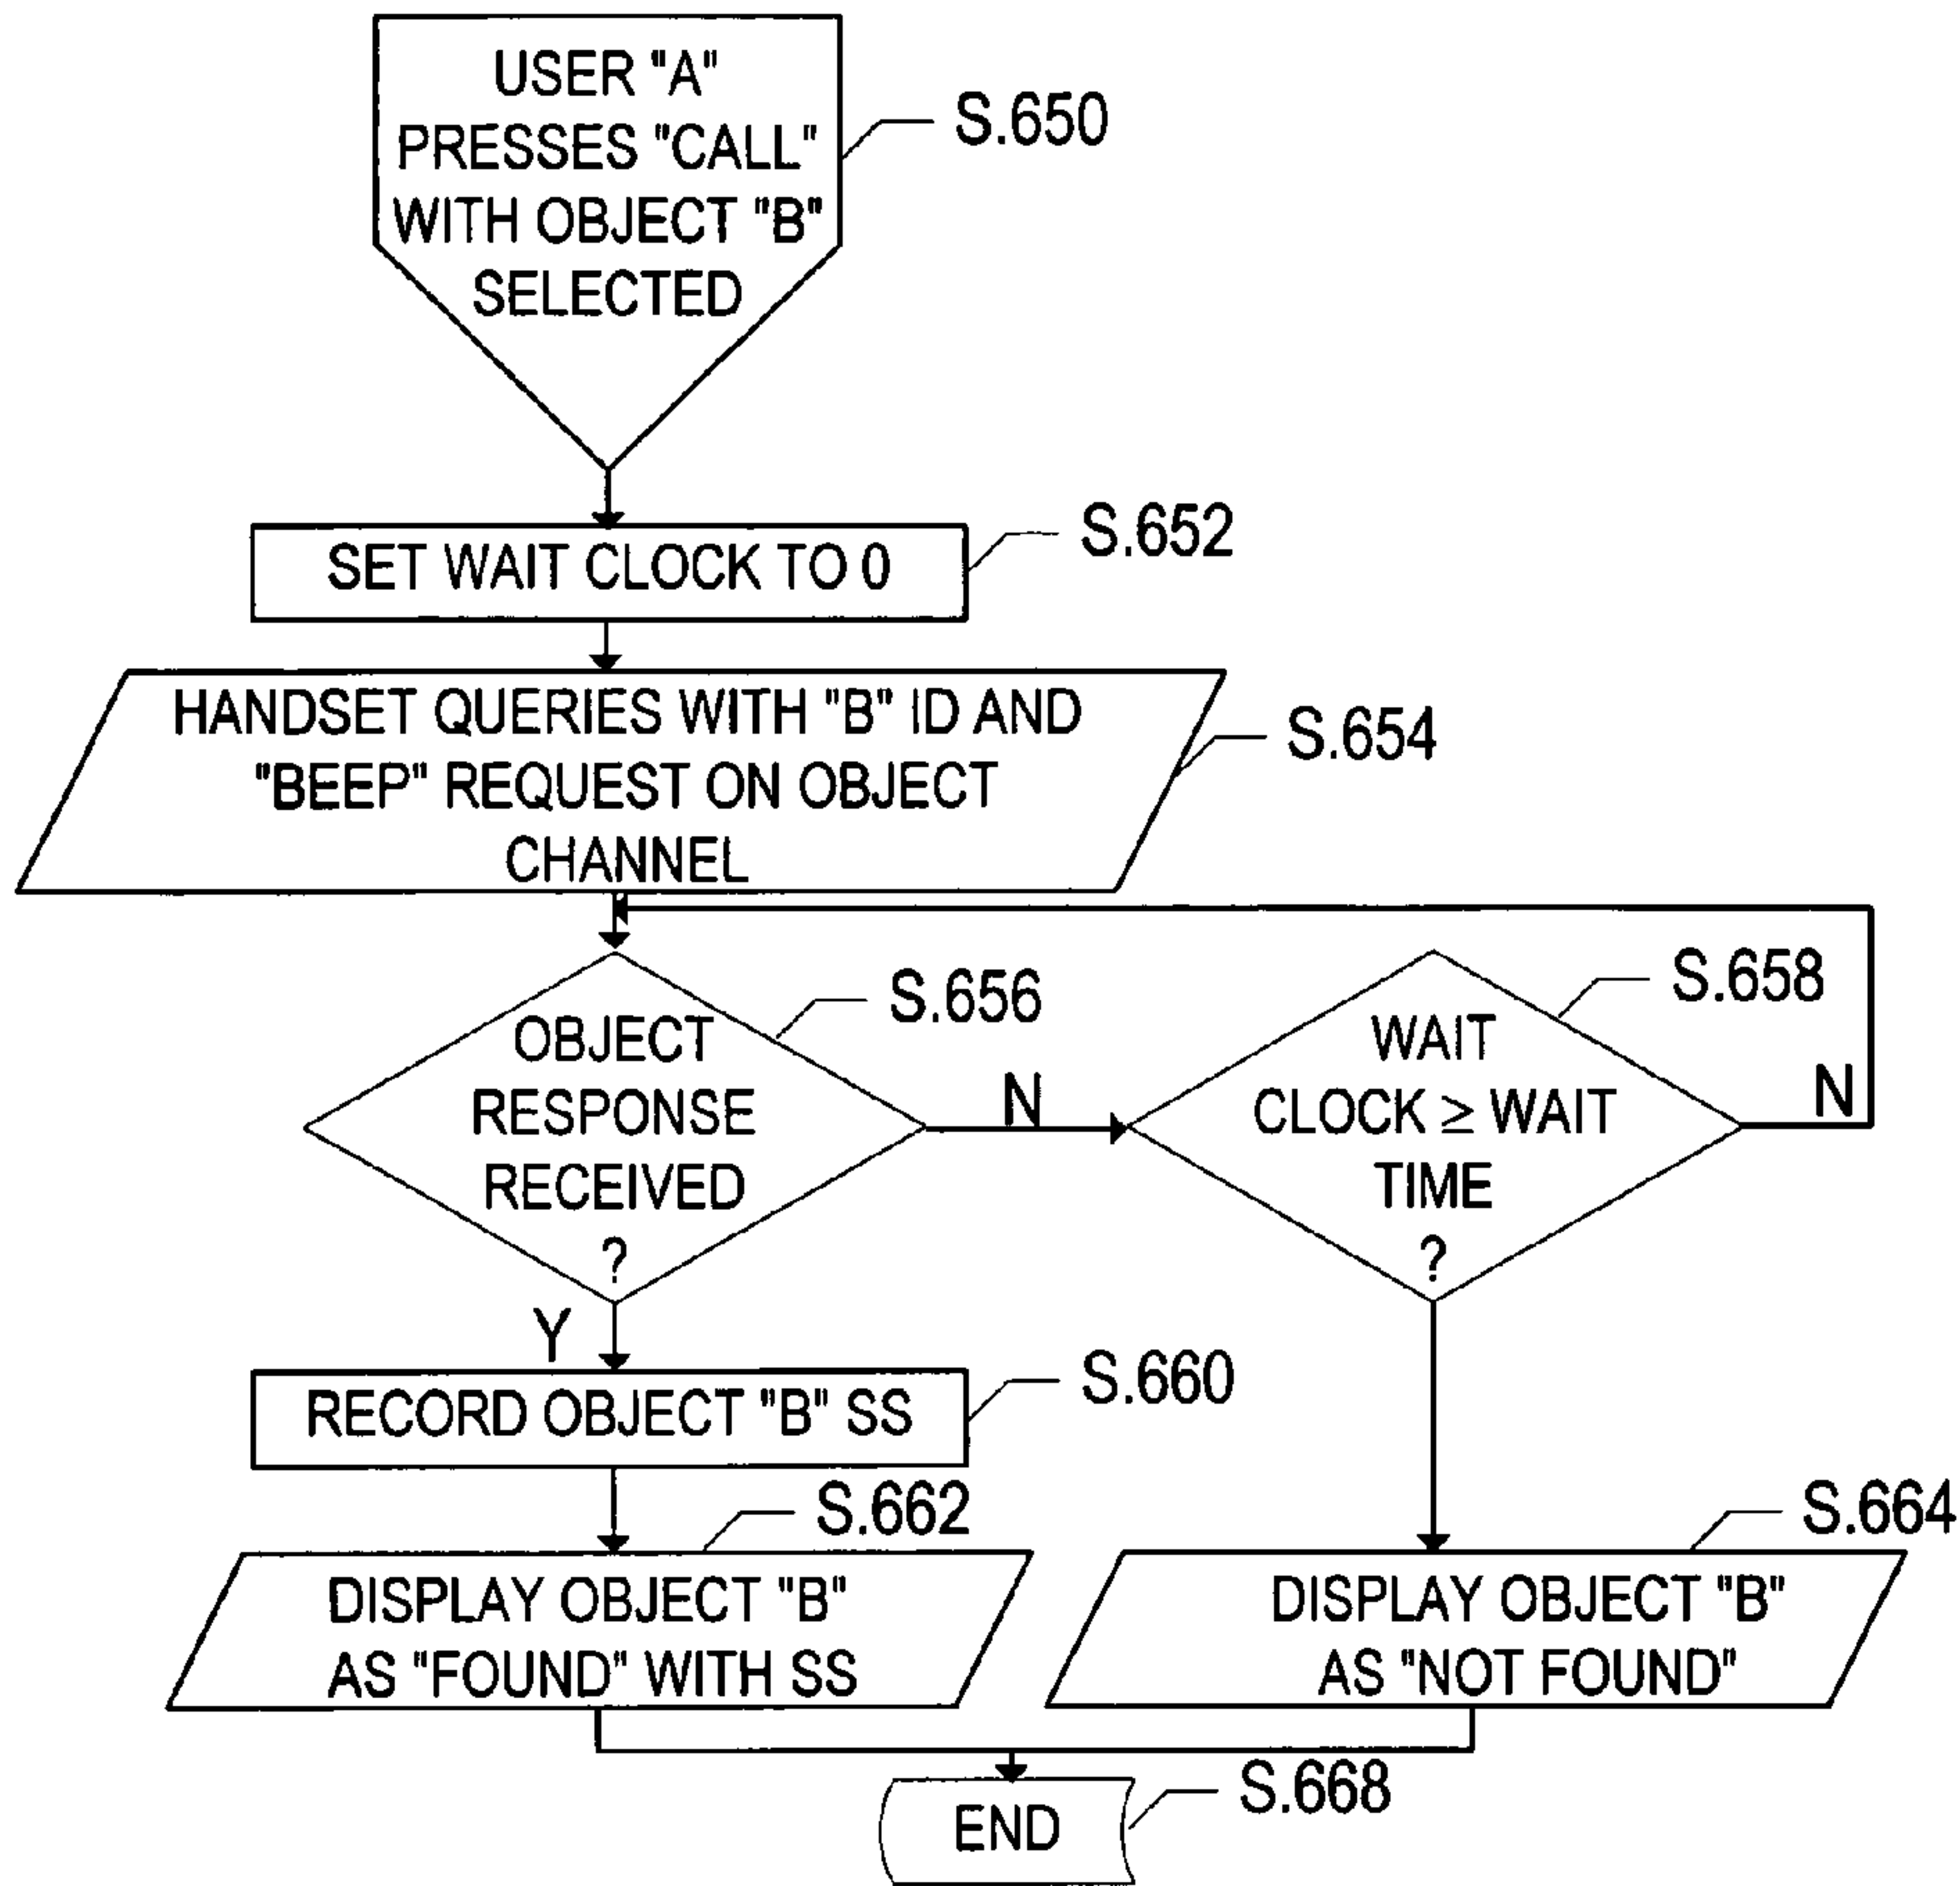 USER "A"
PRESSES "CALL"
WITH OBJECT "B"
SELECTED
S.650
SET WAIT CLOCK TO 0
S.652
HANDSET QUERIES WITH "B" ID AND
"BEEP" REQUEST ON OBJECT
CHANNEL
S.654
OBJECT
RESPONSE
RECEIVED
?
S.656
N
Y
WAIT
CLOCK ≥ WAIT
TIME
?
S.658
N
RECORD OBJECT "B" SS
S.660
DISPLAY OBJECT "B"
AS "FOUND" WITH SS
S.662
DISPLAY OBJECT "B"
AS "NOT FOUND"
S.664
END
S.668